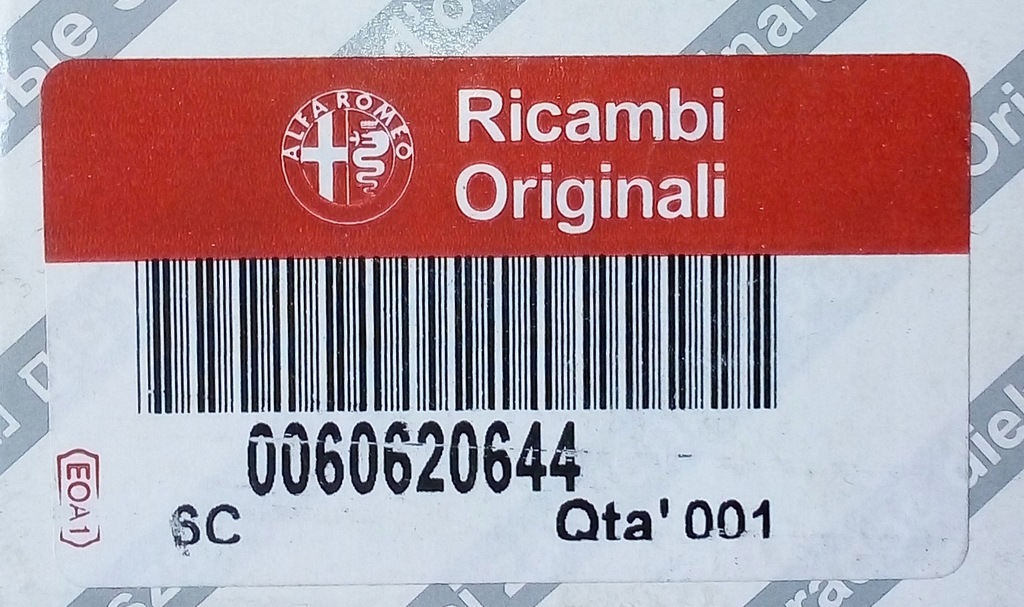 ALFA ROMEO
Ricambi
Originali
0060620644
SC
Qta' 001
EOA1